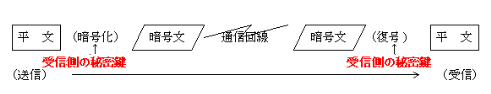 平 文 (暗号化) 暗号文 通信回線 暗号文 (復号) 平 文
受信側の秘密鍵 受信側の秘密鍵
(送信) (受信)